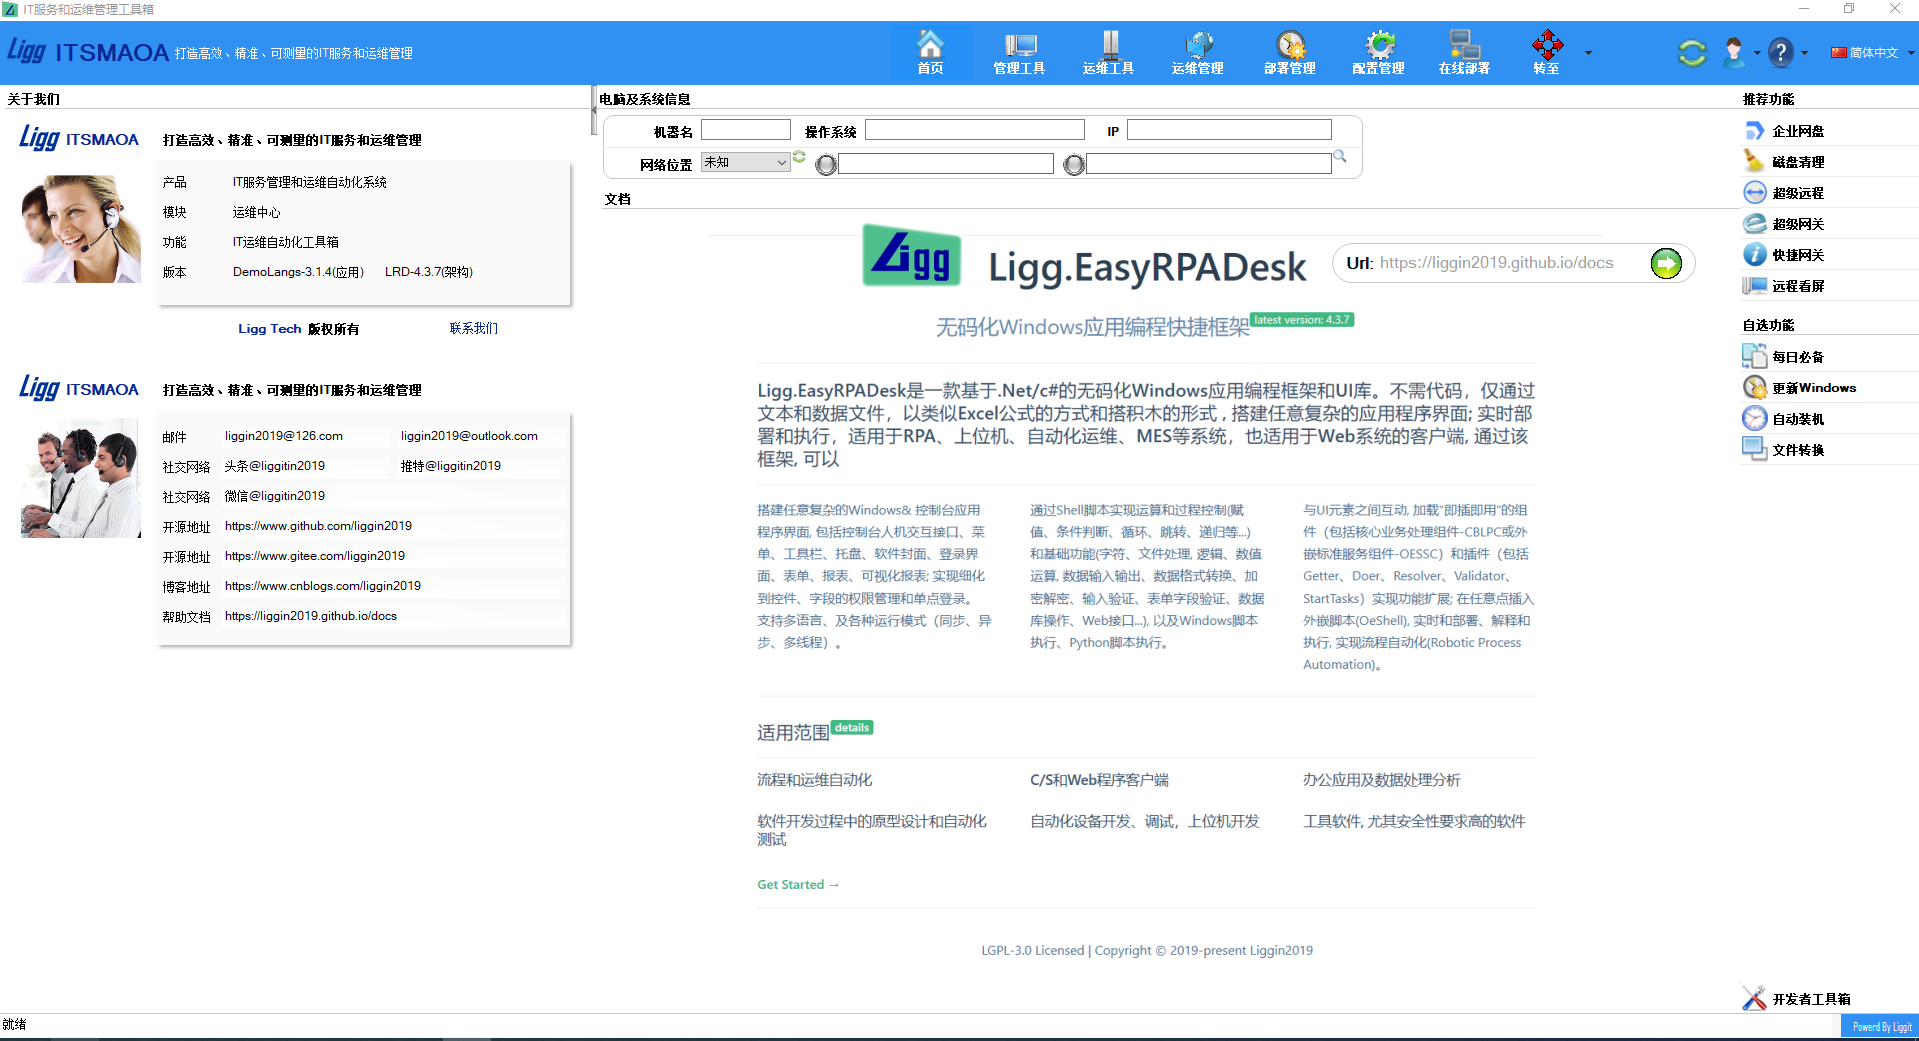 IT服务和运维管理工具箱
Ligg ITSMAOA 打造高效、精准、可测里的IT服务和运维管理
首页 管理工具 运维工具 运维管理 部署管理 配置管理 在线部署 转至 简体中文
关于我们
Ligg ITSMAOA 打造高效、精准、可测里的IT服务和运维管理
产品 IT服务管理和运维自动化系统
模块 运维中心
功能 IT运维自动化工具箱
版本 DemoLangs-3.1.4(应用) LRD-4.3.7(架构)
Ligg Tech 版权所有 联系我们
Ligg ITSMAOA 打造高效、精准、可测里的IT服务和运维管理
邮件 liggin2019@126.com liggin2019@outlook.com
社交网络 头条@liggitin2019 推特@liggitin2019
社交网络 微信@liggitin2019
开源地址 https://www.github.com/liggin2019
开源地址 https://www.gitee.com/liggin2019
博客地址 https://www.cnblogs.com/liggin2019
帮助文档 https://liggin2019.github.io/docs
电脑及系统信息
机器名 操作系统 IP
网络位置 未知
文档
Ligg Ligg.EasyRPADesk Url: https://liggin2019.github.io/docs
无码化Windows应用编程快捷框架 latest version: 4.3.7
Ligg.EasyRPADesk是一款基于.Net/c#的无码化Windows应用编程框架和UI库。不需代码，仅通过
文本和数据文件，以类似Excel公式的方式和搭积木的形式 , 搭建任意复杂的应用程序界面; 实时部
署和执行，适用于RPA、上位机、自动化运维、MES等系统，也适用于Web系统的客户端, 通过该
框架, 可以
搭建任意复杂的Windows& 控制台应用
程序界面, 包括控制台人机交互接口、菜
单、工具栏、托盘、软件封面、登录界
面、表单、报表、可视化报表; 实现细化
到控件、字段的权限管理和单点登录。
支持多语言、及各种运行模式（同步、异
步、多线程）。
通过Shell脚本实现运算和过程控制(赋
值、条件判断、循环、跳转、递归等...)
和基础功能(字符、文件处理, 逻辑、数值
运算, 数据输入输出、数据格式转换、加
密解密、输入验证、表单字段验证、数据
库操作、Web接口...), 以及Windows脚本
执行、Python脚本执行。
与UI元素之间互动, 加载"即插即用"的组
件（包括核心业务处理组件-CBLPC或外
嵌标准服务组件-OESSC）和插件（包括
Getter、Doer、Resolver、Validator、
StartTasks）实现功能扩展; 在任意点插入
外嵌脚本(OeShell), 实时和部署、解释和
执行, 实现流程自动化(Robotic Process
Automation)。
适用范围 details
流程和运维自动化 C/S和Web程序客户端 办公应用及数据处理分析
软件开发过程中的原型设计和自动化
测试
自动化设备开发、调试，上位机开发
工具软件, 尤其安全性要求高的软件
Get Started →
LGPL-3.0 Licensed | Copyright © 2019-present Liggin2019
推荐功能
企业网盘
磁盘清理
超级远程
超级网关
快捷网关
远程看屏
自选功能
每日必备
更新Windows
自动装机
文件转换
开发者工具箱
就绪
Powerd By Liggit